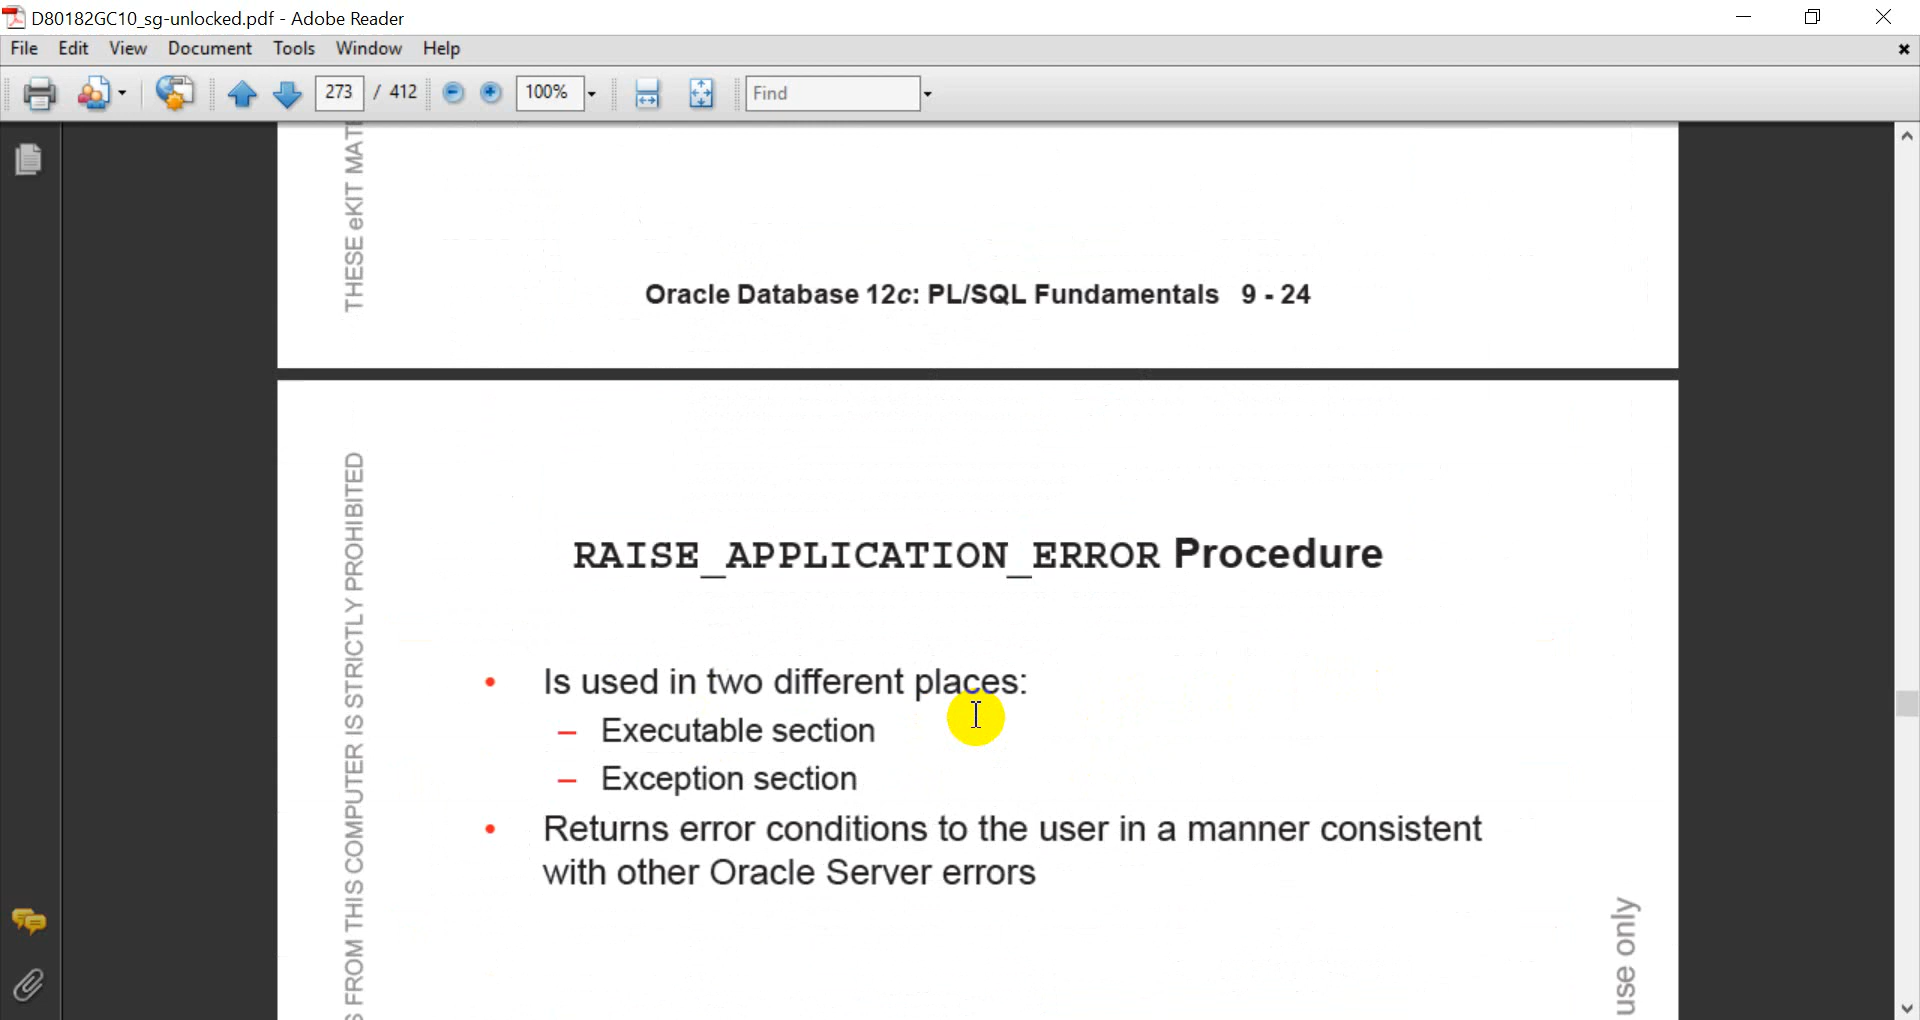 D80182GC10_sg-unlocked.pdf - Adobe Reader
File Edit View Document Tools Window Help
273 / 412 100% Find
THESE eKIT MAT
Oracle Database 12c: PL/SQL Fundamentals 9 - 24
RAISE_APPLICATION_ERROR Procedure
• Is used in two different places:
– Executable section
– Exception section
• Returns error conditions to the user in a manner consistent
with other Oracle Server errors
FROM THIS COMPUTER IS STRICTLY PROHIBITED
use only